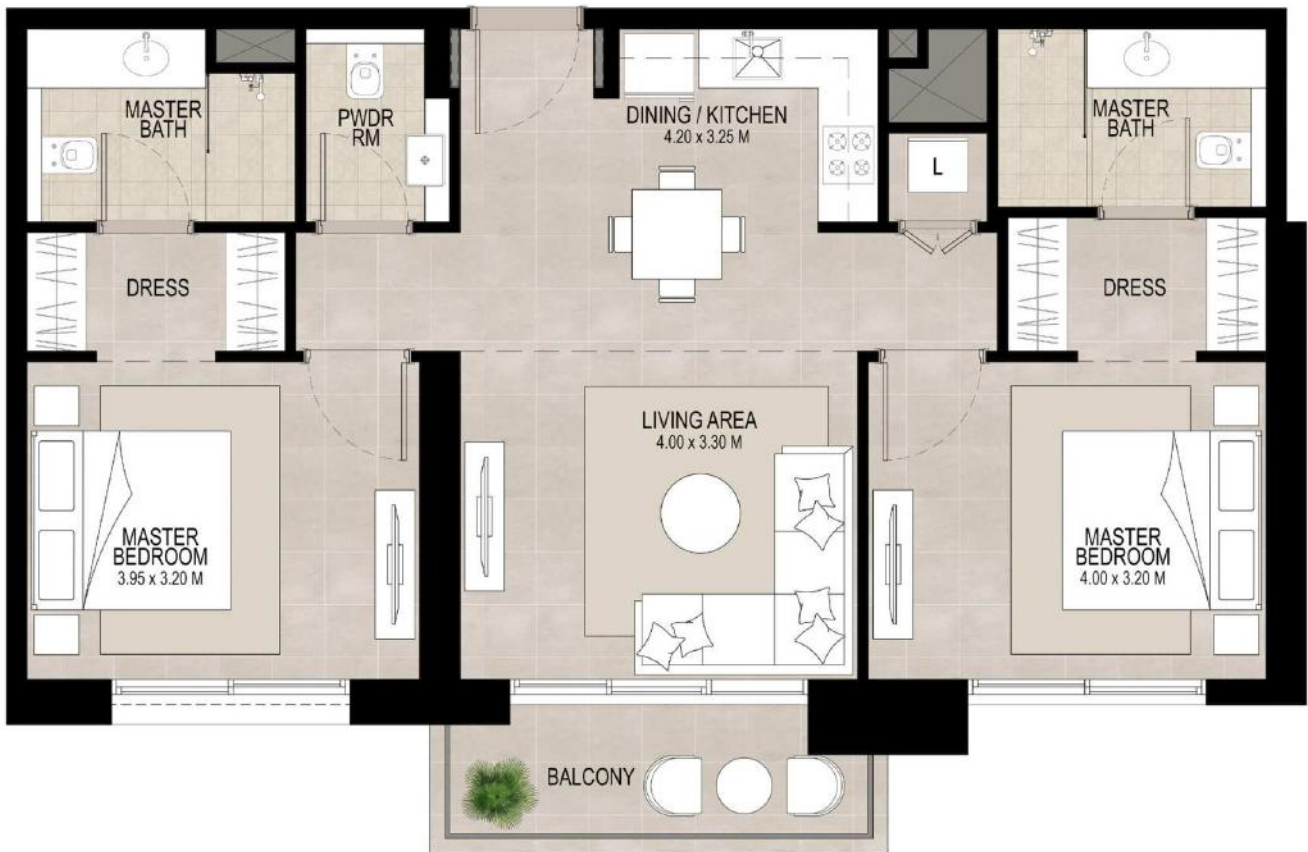 MASTER
BATH
PWDR
RM
DINING / KITCHEN
4.20 x 3.25 M
L
MASTER
BATH
DRESS
DRESS
LIVING AREA
4.00 x 3.30 M
MASTER
BEDROOM
3.95 x 3.20 M
MASTER
BEDROOM
4.00 x 3.20 M
BALCONY